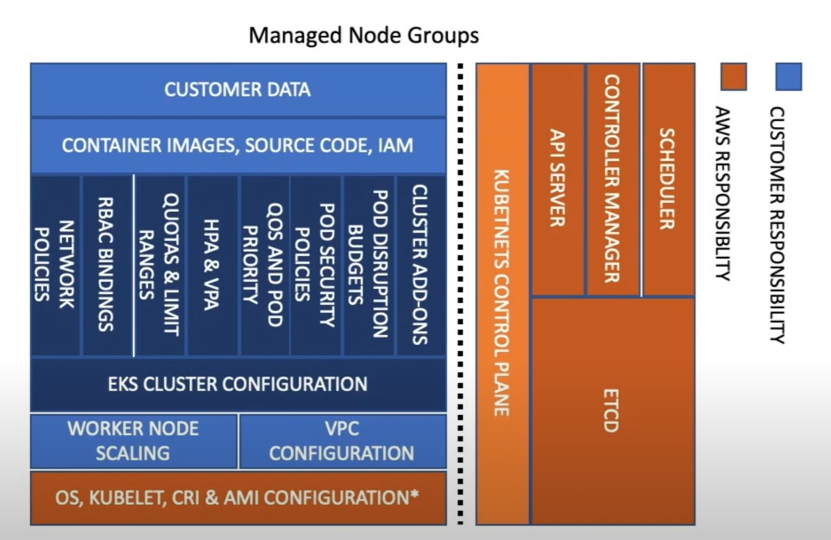 Managed Node Groups
CUSTOMER DATA
CONTAINER IMAGES, SOURCE CODE, IAM
NETWORK
POLICIES
RBAC BINDINGS
QUOTAS & LIMIT
RANGES
HPA & VPA
QOS AND POD
PRIORITY
POD SECURITY
POLICIES
POD DISRUPTION
BUDGETS
CLUSTER ADD-ONS
EKS CLUSTER CONFIGURATION
WORKER NODE
SCALING
VPC
CONFIGURATION
OS, KUBELET, CRI & AMI CONFIGURATION*
KUBETNETS CONTROL PLANE
API SERVER
CONTROLLER MANAGER
SCHEDULER
ETCD
AWS RESPONSIBLITY
CUSTOMER RESPONSIBILITY